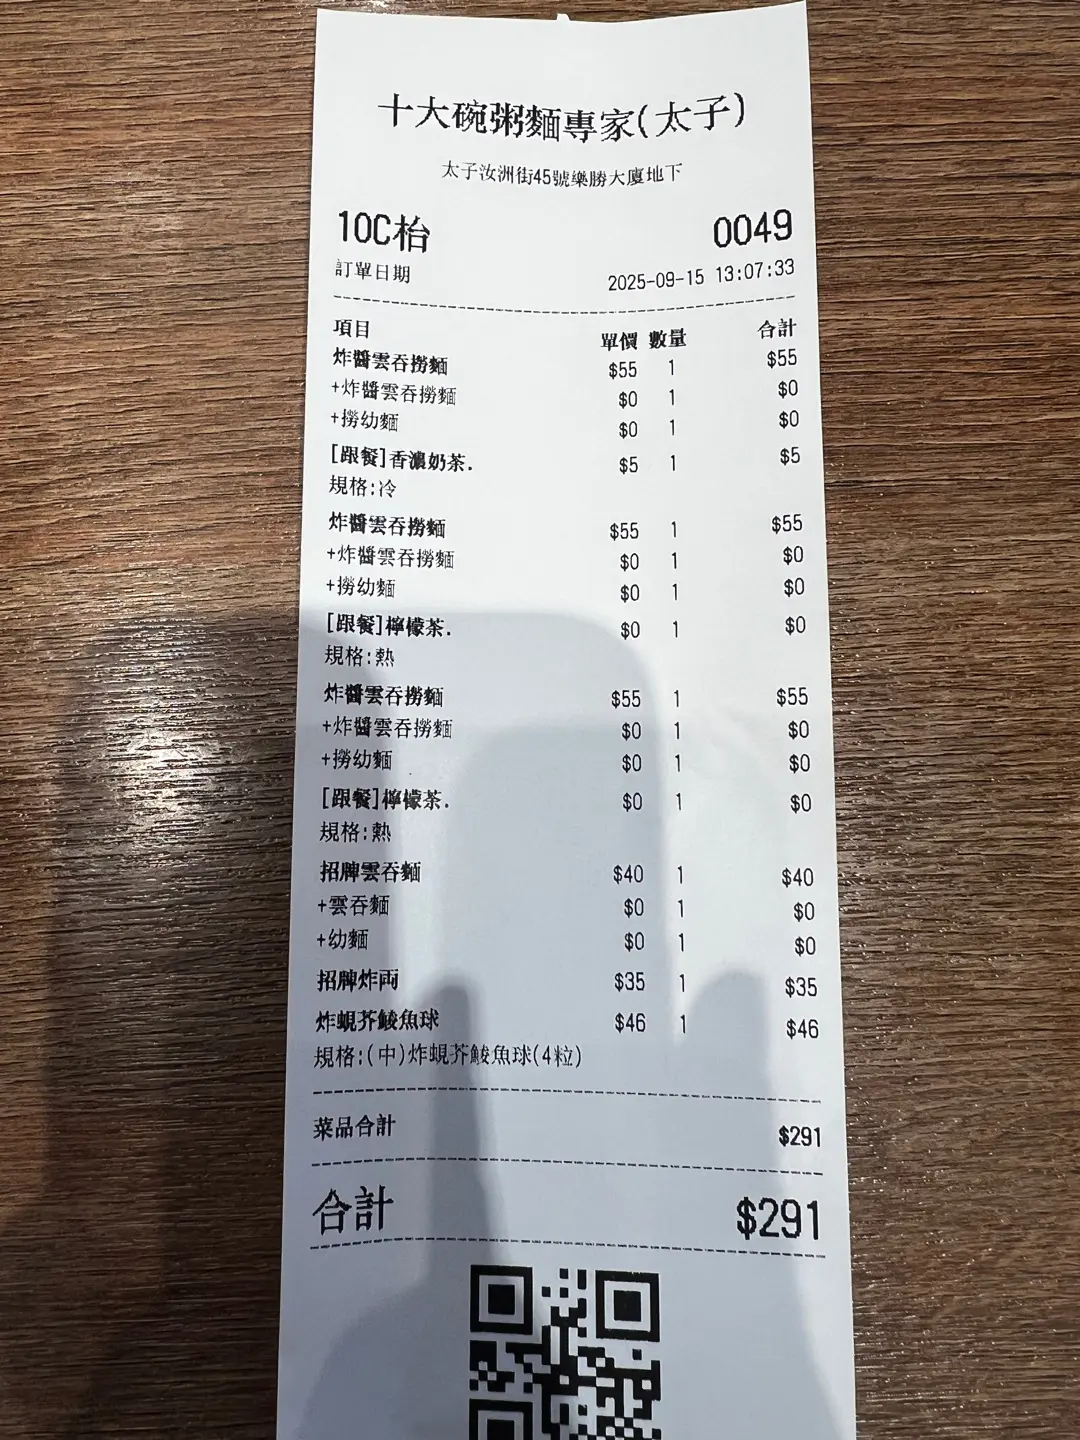 十大碗粥麵專家(太子)
太子汝洲街45號樂勝大廈地下
10C枱 0049
訂單日期 2025-09-15 13:07:33
項目 單價 數量 合計
炸醬雲吞撈麵 $55 1 $55
+炸醬雲吞撈麵 $0 1 $0
+撈幼麵 $0 1 $0
[跟餐]香濃奶茶. $5 1 $5
規格:冷
炸醬雲吞撈麵 $55 1 $55
+炸醬雲吞撈麵 $0 1 $0
+撈幼麵 $0 1 $0
[跟餐]檸檬茶. $0 1 $0
規格:熱
炸醬雲吞撈麵 $55 1 $55
+炸醬雲吞撈麵 $0 1 $0
+撈幼麵 $0 1 $0
[跟餐]檸檬茶. $0 1 $0
規格:熱
招牌雲吞麵 $40 1 $40
+雲吞麵 $0 1 $0
+幼麵 $0 1 $0
招牌炸両 $35 1 $35
炸蜆芥鯪魚球 $46 1 $46
規格:(中)炸蜆芥鯪魚球(4粒)
菜品合計 $291
合計 $291